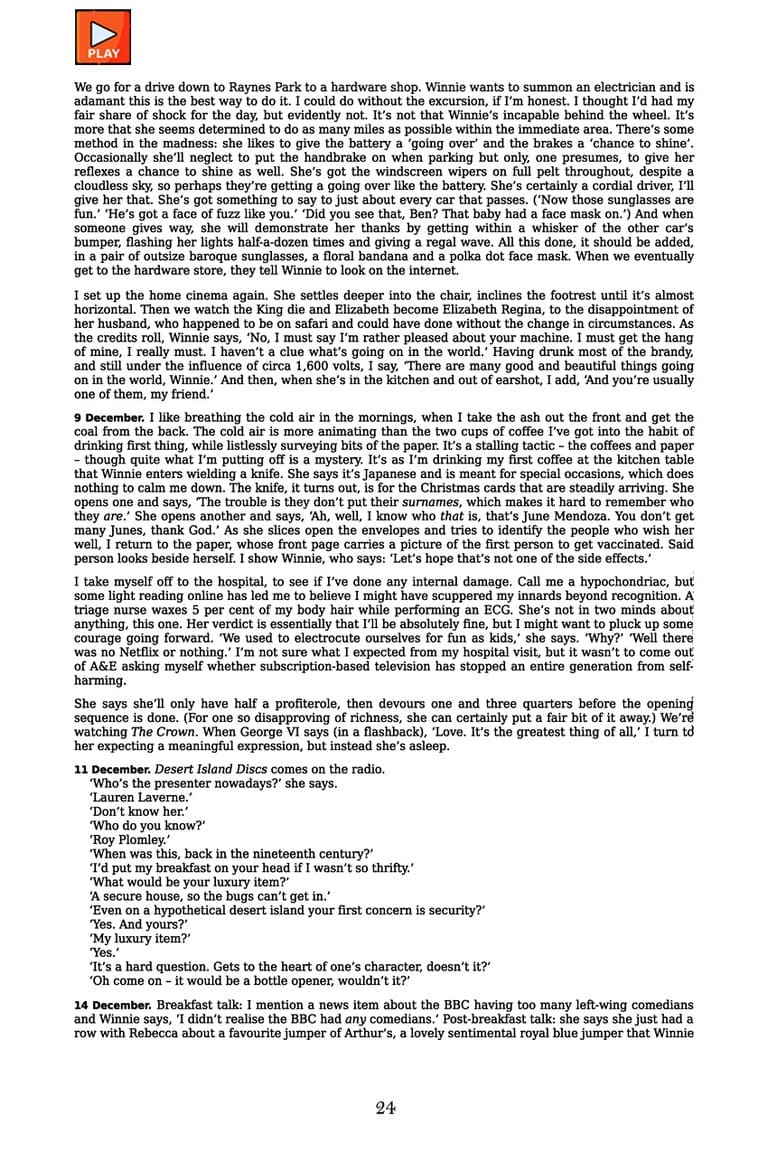 PLAY
We go for a drive down to Raynes Park to a hardware shop. Winnie wants to summon an electrician and is
adamant this is the best way to do it. I could do without the excursion, if I’m honest. I thought I’d had my
fair share of shock for the day, but evidently not. It’s not that Winnie’s incapable behind the wheel. It’s
more that she seems determined to do as many miles as possible within the immediate area. There’s some
method in the madness: she likes to give the battery a ‘going over’ and the brakes a ‘chance to shine’.
Occasionally she’ll neglect to put the handbrake on when parking but only, one presumes, to give her
reflexes a chance to shine as well. She’s got the windscreen wipers on full pelt throughout, despite a
cloudless sky, so perhaps they’re getting a going over like the battery. She’s certainly a cordial driver, I’ll
give her that. She’s got something to say to just about every car that passes. (‘Now those sunglasses are
fun.’ ‘He’s got a face of fuzz like you.’ ‘Did you see that, Ben? That baby had a face mask on.’) And when
someone gives way, she will demonstrate her thanks by getting within a whisker of the other car’s
bumper, flashing her lights half-a-dozen times and giving a regal wave. All this done, it should be added,
in a pair of outsize baroque sunglasses, a floral bandana and a polka dot face mask. When we eventually
get to the hardware store, they tell Winnie to look on the internet.
I set up the home cinema again. She settles deeper into the chair, inclines the footrest until it’s almost
horizontal. Then we watch the King die and Elizabeth become Elizabeth Regina, to the disappointment of
her husband, who happened to be on safari and could have done without the change in circumstances. As
the credits roll, Winnie says, ‘No, I must say I’m rather pleased about your machine. I must get the hang
of mine, I really must. I haven’t a clue what’s going on in the world.’ Having drunk most of the brandy,
and still under the influence of circa 1,600 volts, I say, ‘There are many good and beautiful things going
on in the world, Winnie.’ And then, when she’s in the kitchen and out of earshot, I add, ‘And you’re usually
one of them, my friend.’
9 December. I like breathing the cold air in the mornings, when I take the ash out the front and get the
coal from the back. The cold air is more animating than the two cups of coffee I’ve got into the habit of
drinking first thing, while listlessly surveying bits of the paper. It’s a stalling tactic – the coffees and paper
– though quite what I’m putting off is a mystery. It’s as I’m drinking my first coffee at the kitchen table
that Winnie enters wielding a knife. She says it’s Japanese and is meant for special occasions, which does
nothing to calm me down. The knife, it turns out, is for the Christmas cards that are steadily arriving. She
opens one and says, ‘The trouble is they don’t put their surnames, which makes it hard to remember who
they are.’ She opens another and says, ‘Ah, well, I know who that is, that’s June Mendoza. You don’t get
many Junes, thank God.’ As she slices open the envelopes and tries to identify the people who wish her
well, I return to the paper, whose front page carries a picture of the first person to get vaccinated. Said
person looks beside herself. I show Winnie, who says: ‘Let’s hope that’s not one of the side effects.’
I take myself off to the hospital, to see if I’ve done any internal damage. Call me a hypochondriac, but
some light reading online has led me to believe I might have scuppered my innards beyond recognition. A
triage nurse waxes 5 per cent of my body hair while performing an ECG. She’s not in two minds about
anything, this one. Her verdict is essentially that I’ll be absolutely fine, but I might want to pluck up some
courage going forward. ‘We used to electrocute ourselves for fun as kids,’ she says. ‘Why?’ ‘Well there
was no Netflix or nothing.’ I’m not sure what I expected from my hospital visit, but it wasn’t to come out
of A&E asking myself whether subscription-based television has stopped an entire generation from self-
harming.
She says she’ll only have half a profiterole, then devours one and three quarters before the opening
sequence is done. (For one so disapproving of richness, she can certainly put a fair bit of it away.) We’re
watching The Crown. When George VI says (in a flashback), ‘Love. It’s the greatest thing of all,’ I turn to
her expecting a meaningful expression, but instead she’s asleep.
11 December. Desert Island Discs comes on the radio.
‘Who’s the presenter nowadays?’ she says.
‘Lauren Laverne.’
‘Don’t know her.’
‘Who do you know?’
‘Roy Plomley.’
‘When was this, back in the nineteenth century?’
‘I’d put my breakfast on your head if I wasn’t so thrifty.’
‘What would be your luxury item?’
‘A secure house, so the bugs can’t get in.’
‘Even on a hypothetical desert island your first concern is security?’
‘Yes. And yours?’
‘My luxury item?’
‘Yes.’
‘It’s a hard question. Gets to the heart of one’s character, doesn’t it?’
‘Oh come on – it would be a bottle opener, wouldn’t it?’
14 December. Breakfast talk: I mention a news item about the BBC having too many left-wing comedians
and Winnie says, ‘I didn’t realise the BBC had any comedians.’ Post-breakfast talk: she says she just had a
row with Rebecca about a favourite jumper of Arthur’s, a lovely sentimental royal blue jumper that Winnie
24